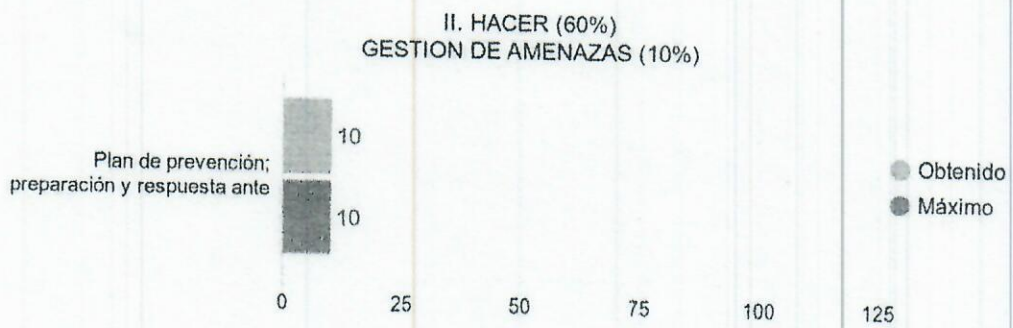 II. HACER (60%)
GESTION DE AMENAZAS (10%)
10
Plan de prevención;
preparación y respuesta ante
10
Obtenido
Máximo
0 25 50 75 100 125